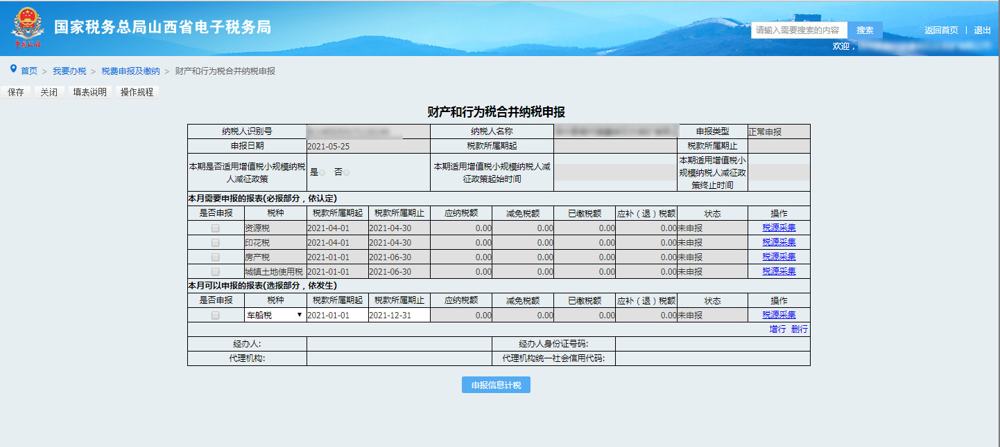 国家税务总局山西省电子税务局
请输入需要搜索的内容 搜索 返回首页 | 退出
欢迎，
首页 > 我要办税 > 税费申报及缴纳 > 财产和行为税合并纳税申报
保存 关闭 填表说明 操作规程
财产和行为税合并纳税申报
纳税人识别号 纳税人名称 申报类型 正常申报
申报日期 2021-05-25 税款所属期起 税款所属期止
本期是否适用增值税小规模纳税人减征政策 是 否 本期适用增值税小规模纳税人减征政策起始时间 本期适用增值税小规模纳税人减征政策终止时间
本月需要申报的报表(必报部分，依认定)
是否申报 税种 税款所属期起 税款所属期止 应纳税额 减免税额 已缴税额 应补（退）税额 状态 操作
资源税 2021-04-01 2021-04-30 0.00 0.00 0.00 0.00 未申报 税源采集
印花税 2021-04-01 2021-04-30 0.00 0.00 0.00 0.00 未申报 税源采集
房产税 2021-01-01 2021-06-30 0.00 0.00 0.00 0.00 未申报 税源采集
城镇土地使用税 2021-01-01 2021-06-30 0.00 0.00 0.00 0.00 未申报 税源采集
本月可以申报的报表(选报部分，依发生)
是否申报 税种 税款所属期起 税款所属期止 应纳税额 减免税额 已缴税额 应补（退）税额 状态 操作
车船税 2021-01-01 2021-12-31 0.00 0.00 0.00 0.00 未申报 税源采集
增行 删行
经办人: 经办人身份证号码:
代理机构: 代理机构统一社会信用代码:
申报信息计税